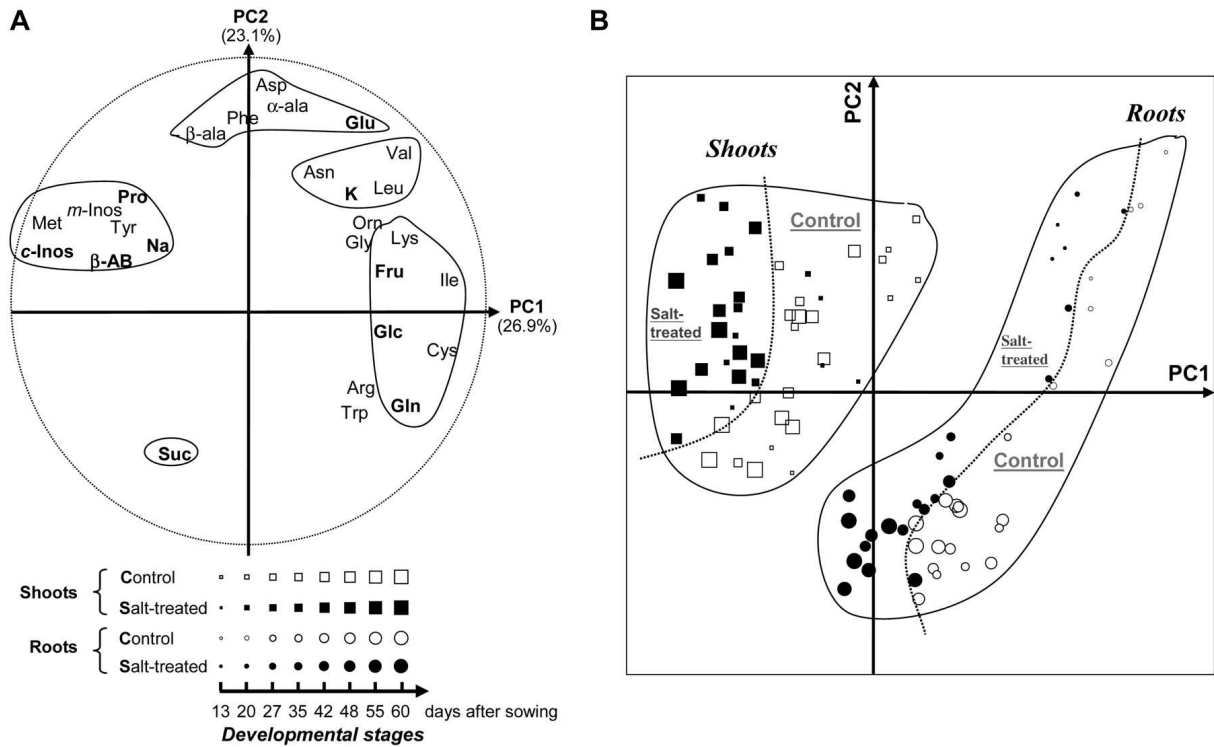 A
PC2
(23.1%)
Asp
α-ala
Phe
Glu
β-ala
Val
Asn
K
Leu
Pro
m-Inos
Met
Tyr
c-Inos
Na
β-AB
Orn
Gly
Lys
Fru
Ile
PC1
(26.9%)
Glc
Cys
Arg
Trp
Gln
Suc
Shoots
Control
Salt-treated
Roots
Control
Salt-treated
13 20 27 35 42 48 55 60 days after sowing
Developmental stages
B
PC2
Roots
Shoots
Control
Salt-
treated
Salt-
treated
PC1
Control